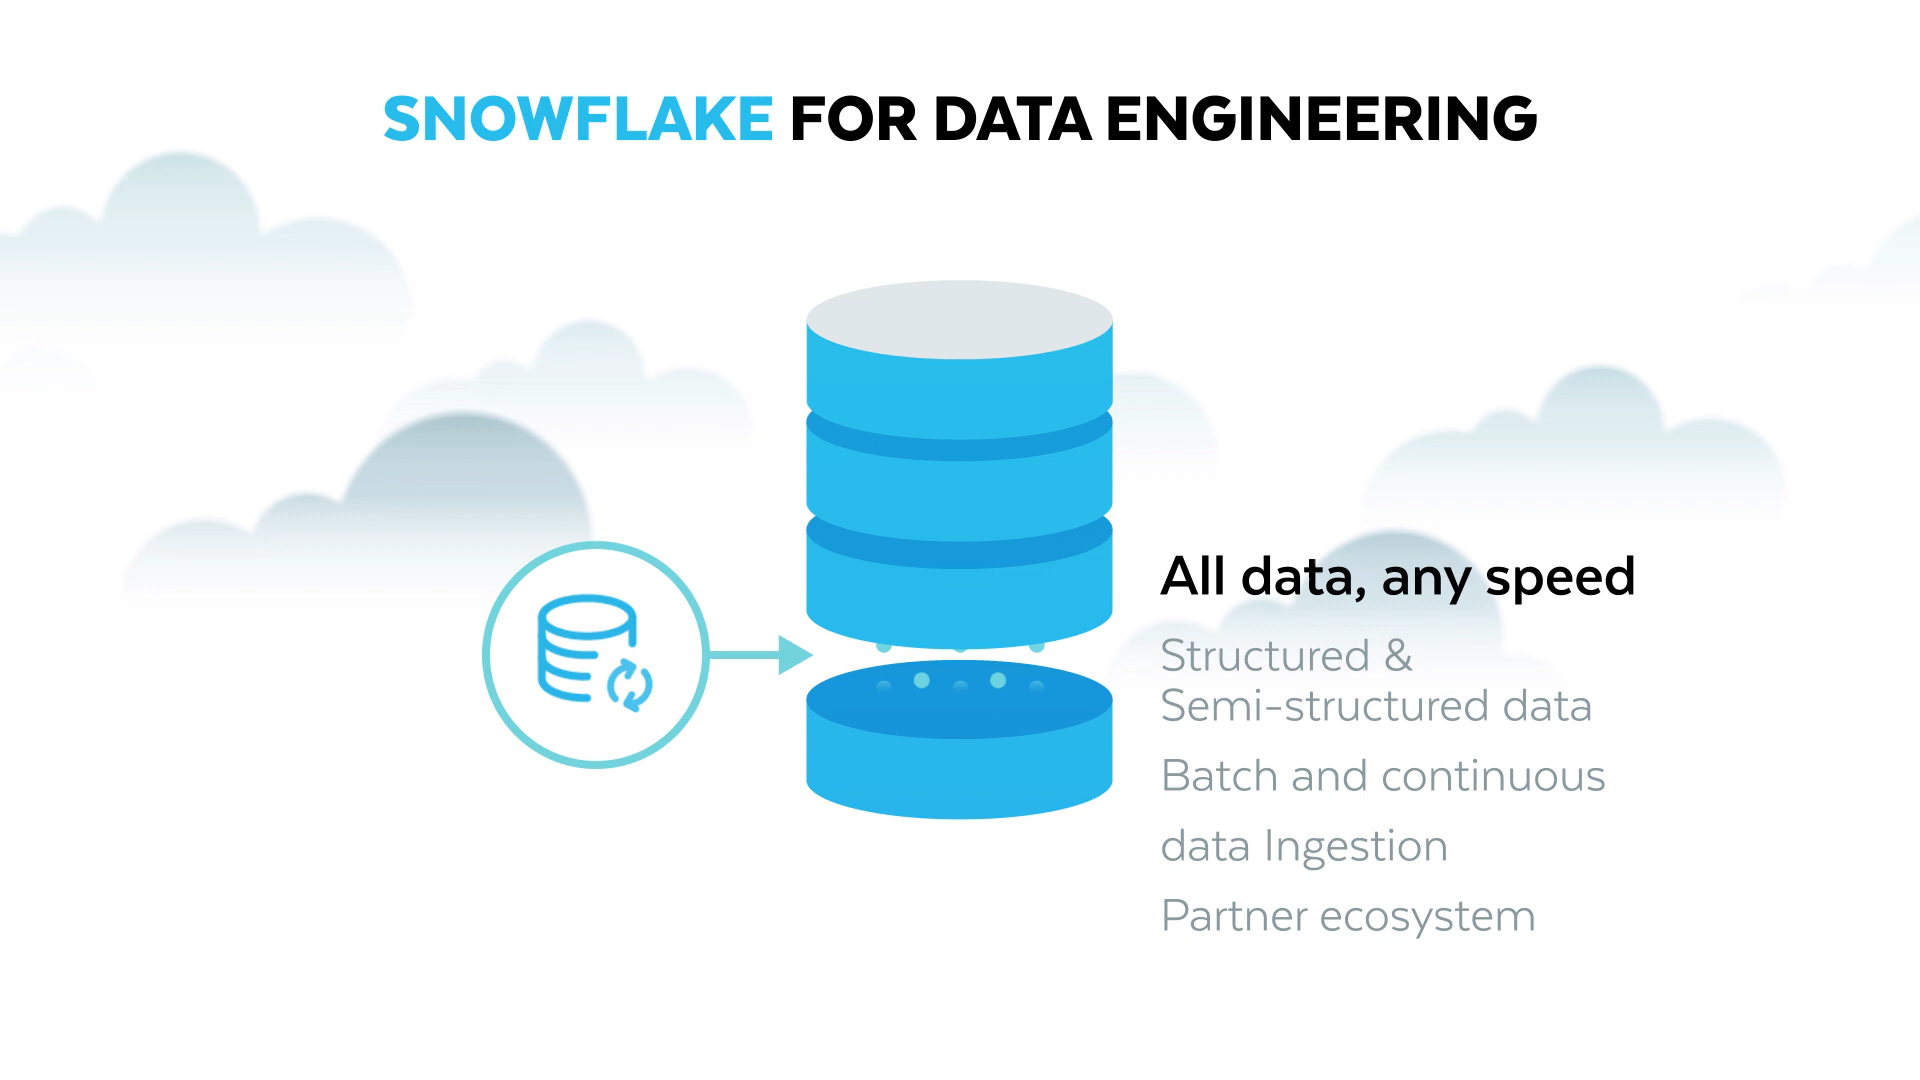 SNOWFLAKE FOR DATA ENGINEERING
All data, any speed
Structured &
Semi-structured data
Batch and continuous
data Ingestion
Partner ecosystem